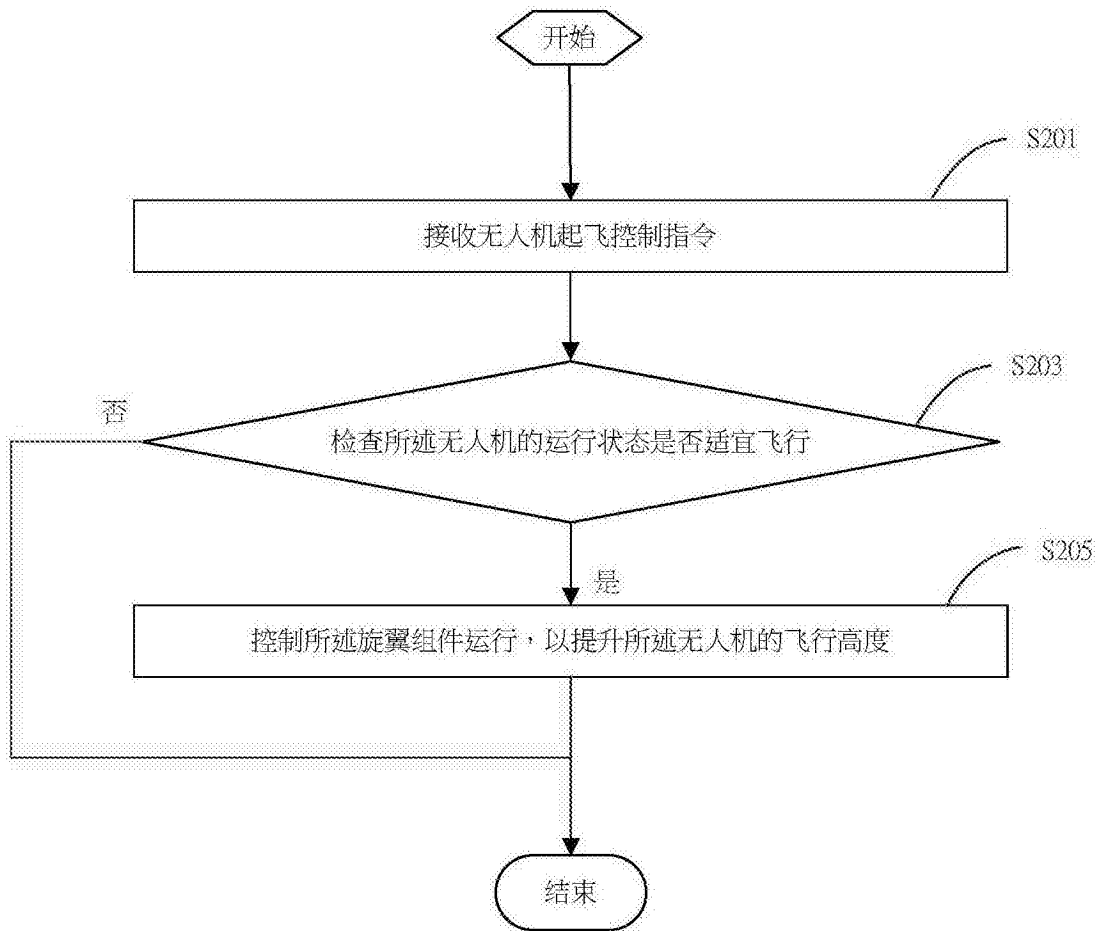 开始
S201
接收无人机起飞控制指令
S203
否
检查所述无人机的运行状态是否适宜飞行
S205
是
控制所述旋翼组件运行，以提升所述无人机的飞行高度
结束